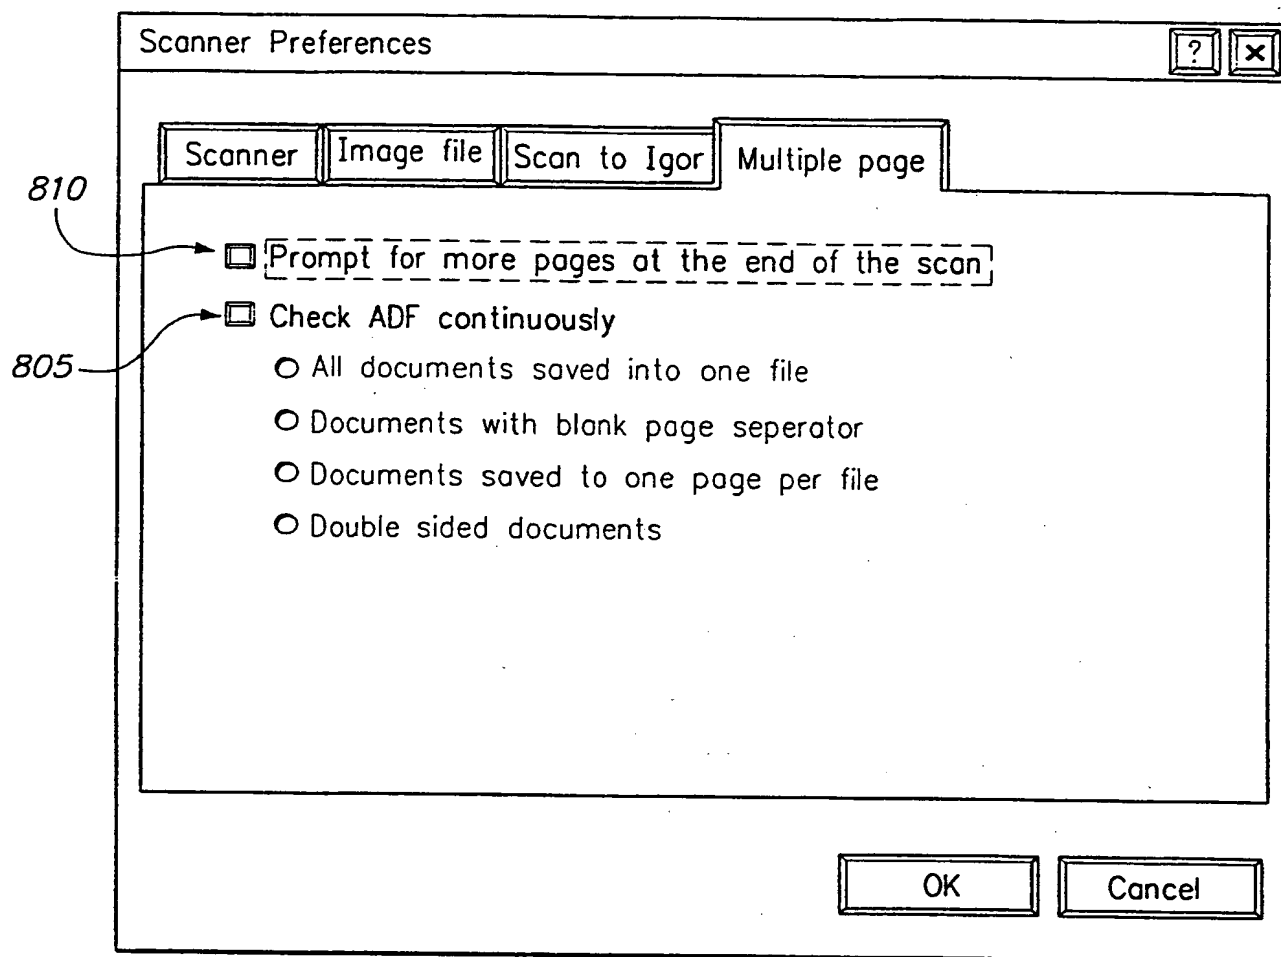 Scanner Preferences ? ×
Scanner Image file Scan to Igor Multiple page
810
Prompt for more pages at the end of the scan
Check ADF continuously
805
All documents saved into one file
Documents with blank page seperator
Documents saved to one page per file
Double sided documents
OK Cancel